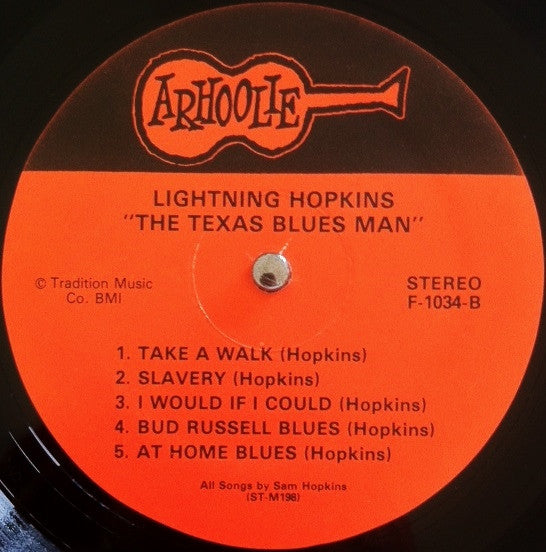 ARHOOLIE
LIGHTNING HOPKINS
"THE TEXAS BLUES MAN"
© Tradition Music
Co. BMI
STEREO
F-1034-B
1. TAKE A WALK (Hopkins)
2. SLAVERY (Hopkins)
3. I WOULD IF I COULD (Hopkins)
4. BUD RUSSELL BLUES (Hopkins)
5. AT HOME BLUES (Hopkins)
All Songs by Sam Hopkins
(ST-M196)